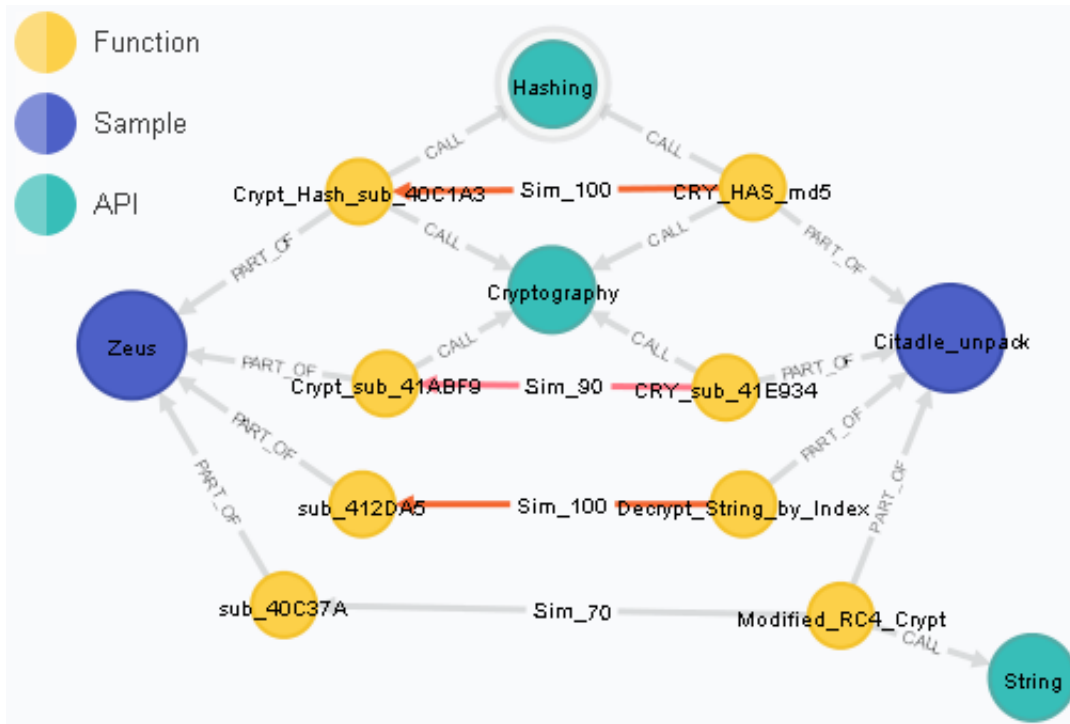 Function
Sample
API
Hashing
CALL
CALL
Crypt_Hash_sub_40C1A3
Sim_100
CRY_HAS_md5
PART_OF
CALL
CALL
PART_OF
Cryptography
Zeus
Citadle_unpack
PART_OF
CALL
CALL
PART_OF
Crypt_sub_41ABF9
Sim_90
CRY_sub_41E934
PART_OF
PART_OF
sub_412DA5
Sim_100
Decrypt_String_by_Index
PART_OF
PART_OF
sub_40C37A
Sim_70
Modified_RC4_Crypt
CALL
String